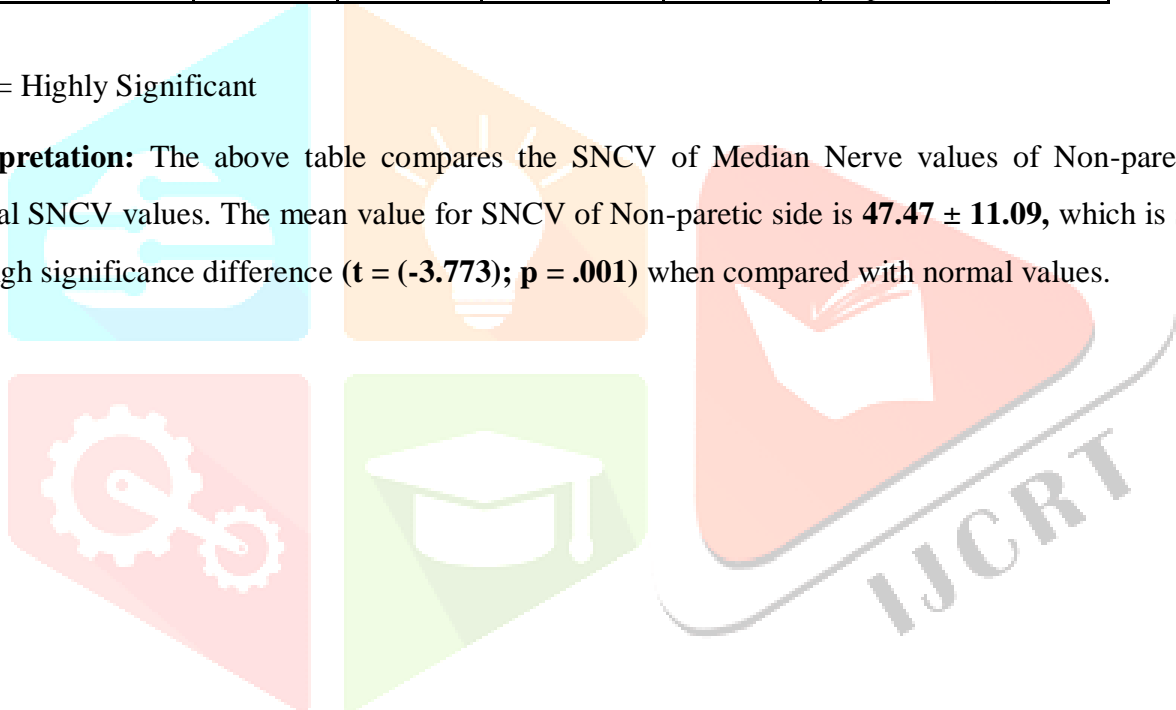 = Highly Significant
pretation: The above table compares the SNCV of Median Nerve values of Non-pare
al SNCV values. The mean value for SNCV of Non-paretic side is 47.47 ± 11.09, which is
gh significance difference (t = (-3.773); p = .001) when compared with normal values.
IJCRT